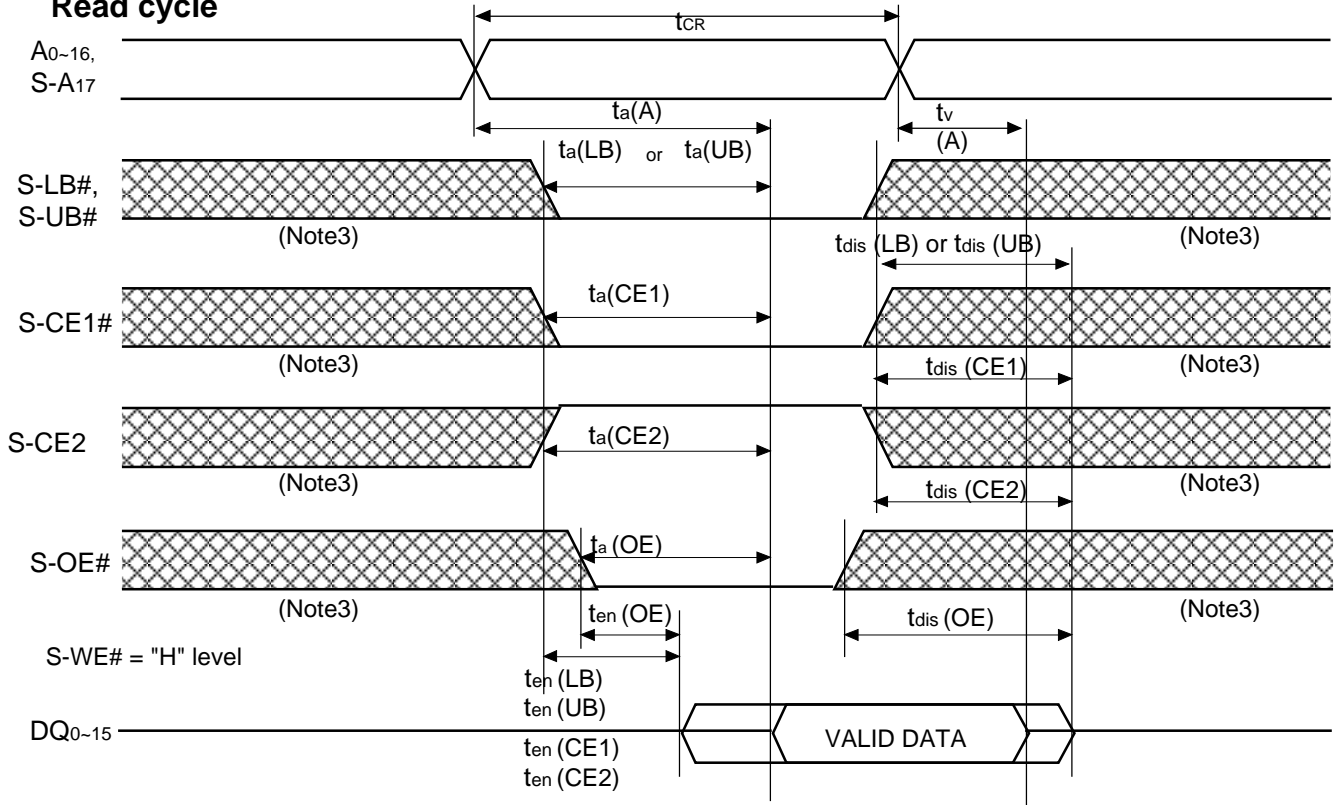 Read cycle
tCR
A0~16,
S-A17
ta(A)
tv
(A)
ta(LB) or ta(UB)
S-LB#,
S-UB#
(Note3)
(Note3)
tdis (LB) or tdis (UB)
ta(CE1)
S-CE1#
(Note3)
(Note3)
tdis (CE1)
S-CE2
ta(CE2)
(Note3)
(Note3)
tdis (CE2)
S-OE#
ta (OE)
(Note3)
(Note3)
ten (OE)
tdis (OE)
S-WE# = "H" level
ten (LB)
ten (UB)
DQ0~15
VALID DATA
ten (CE1)
ten (CE2)